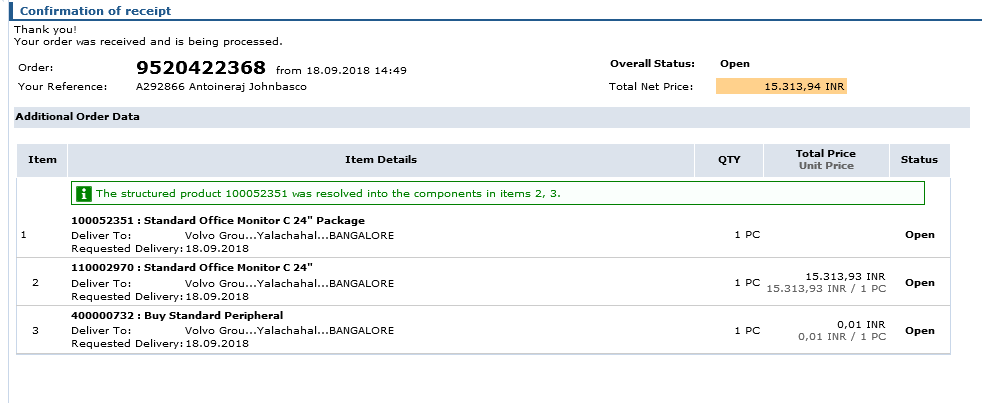 Confirmation of receipt
Thank you!
Your order was received and is being processed.
Order: 9520422368 from 18.09.2018 14:49 Overall Status: Open
Your Reference: A292866 Antoineraj Johnbasco Total Net Price: 15.313,94 INR
Additional Order Data
Item Item Details QTY Total Price Unit Price Status
The structured product 100052351 was resolved into the components in items 2, 3.
100052351 : Standard Office Monitor C 24" Package
1 Deliver To: Volvo Grou...Yalachahal...BANGALORE 1 PC Open
Requested Delivery: 18.09.2018
110002970 : Standard Office Monitor C 24"
15.313,93 INR
2 Deliver To: Volvo Grou...Yalachahal...BANGALORE 1 PC 15.313,93 INR / 1 PC Open
Requested Delivery: 18.09.2018
400000732 : Buy Standard Peripheral
0,01 INR
3 Deliver To: Volvo Grou...Yalachahal...BANGALORE 1 PC 0,01 INR / 1 PC Open
Requested Delivery: 18.09.2018